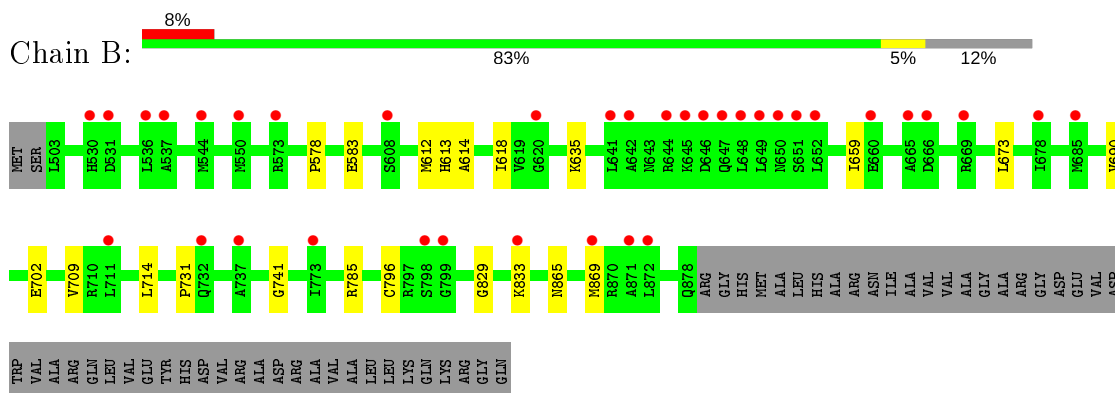 8%
Chain B:
83% 5% 12%
MET SER L503 H530 D531 L536 A537 M544 M550 R573 P578 E583 S608 M612 H613 A614 I618 V619 G620 K635 L641 A642 N643 R644 K645 D646 Q647 L648 L649 N650 S651 L652 I659 E660 A665 D666 R669 L673 I678 M685 V690
E702 V709 R710 L711 L714 P731 Q732 A737 G741 I773 R785 C796 R797 S798 G799 G829 K833 N865 M869 R870 A871 L872 Q878 ARG GLY HIS MET ALA LEU HIS ALA ARG ASN ILE ALA VAL VAL ALA GLY ALA ARG GLY ASP GLU VAL ASP
TRP VAL ALA ARG GLN LEU VAL GLU TYR HIS ASP VAL ARG ALA ASP ARG ALA VAL ALA LEU LEU LYS GLN LYS ARG GLY GLN